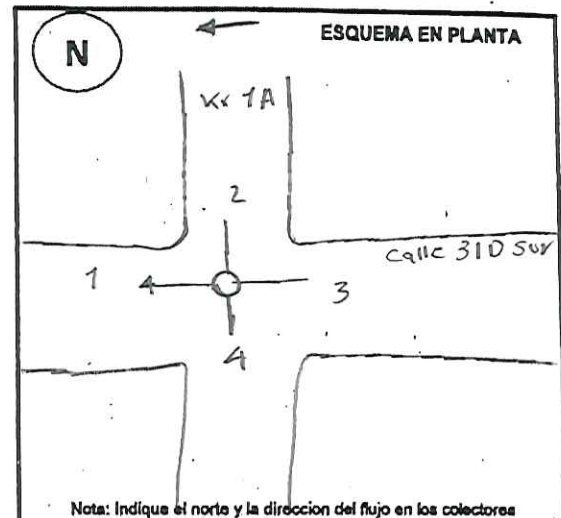 N
ESQUEMA EN PLANTA
Kr 1A
2
Calle 31D Sur
1
3
4
Nota: Indique el norte y la direccion del flujo en los colectores